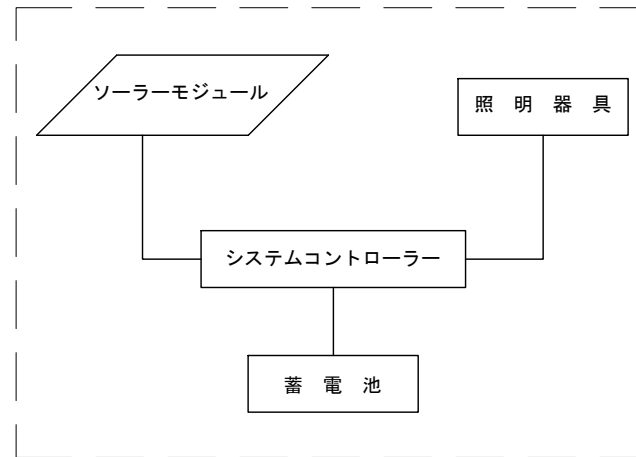 ソーラーモジュール
照　明　器　具
システムコントローラー
蓄　電　池